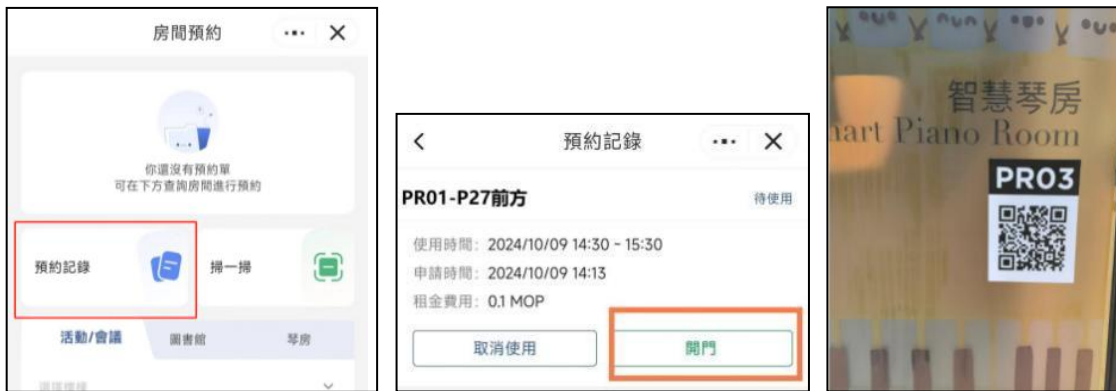 房間預約
你還沒有預約單
可在下方查詢房間進行預約
預約記錄
掃一掃
活動/會議
圖書館
琴房
選擇樓棟
預約記錄
PR01-P27前方
待使用
使用時間：2024/10/09 14:30 ~ 15:30
申請時間：2024/10/09 14:13
租金費用：0.1 MOP
取消使用
開門
智慧琴房
mart Piano Room
PR03